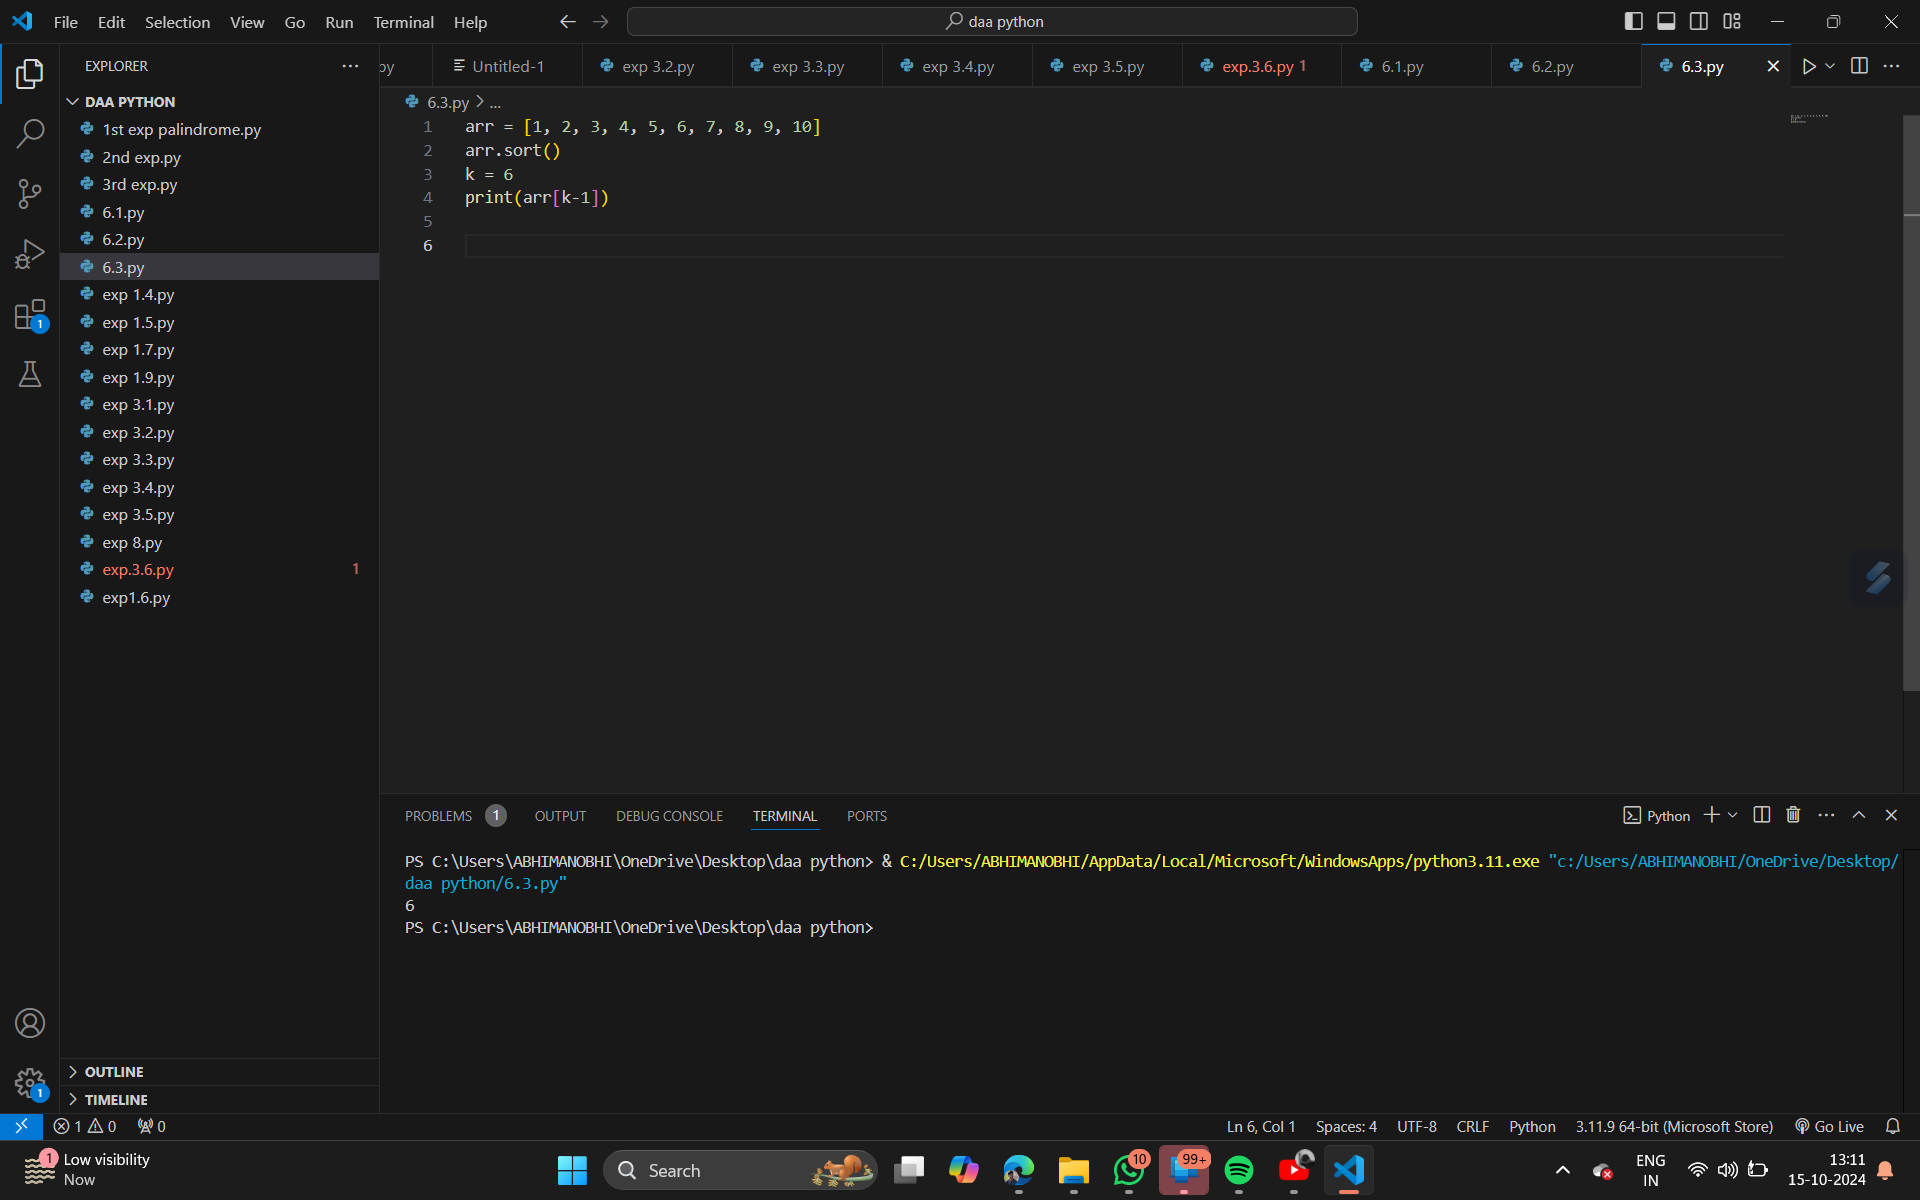 File Edit Selection View Go Run Terminal Help
daa python
EXPLORER
py
Untitled-1
exp 3.2.py
exp 3.3.py
exp 3.4.py
exp 3.5.py
exp.3.6.py 1
6.1.py
6.2.py
6.3.py
DAA PYTHON
1st exp palindrome.py
2nd exp.py
3rd exp.py
6.1.py
6.2.py
6.3.py
exp 1.4.py
exp 1.5.py
exp 1.7.py
exp 1.9.py
exp 3.1.py
exp 3.2.py
exp 3.3.py
exp 3.4.py
exp 3.5.py
exp 8.py
exp.3.6.py 1
exp1.6.py
OUTLINE
TIMELINE
1
1
6.3.py > ...
1 arr = [1, 2, 3, 4, 5, 6, 7, 8, 9, 10]
2 arr.sort()
3 k = 6
4 print(arr[k-1])
5
6
PROBLEMS 1 OUTPUT DEBUG CONSOLE TERMINAL PORTS
Python
PS C:\Users\ABHIMANOBHI\OneDrive\Desktop\daa python> & C:/Users/ABHIMANOBHI/AppData/Local/Microsoft/WindowsApps/python3.11.exe "c:/Users/ABHIMANOBHI/OneDrive/Desktop/
daa python/6.3.py"
6
PS C:\Users\ABHIMANOBHI\OneDrive\Desktop\daa python>
1 0 0
Ln 6, Col 1 Spaces: 4 UTF-8 CRLF Python 3.11.9 64-bit (Microsoft Store) Go Live
1
Low visibility
Now
Search
10
99+
ENG
IN
13:11
15-10-2024